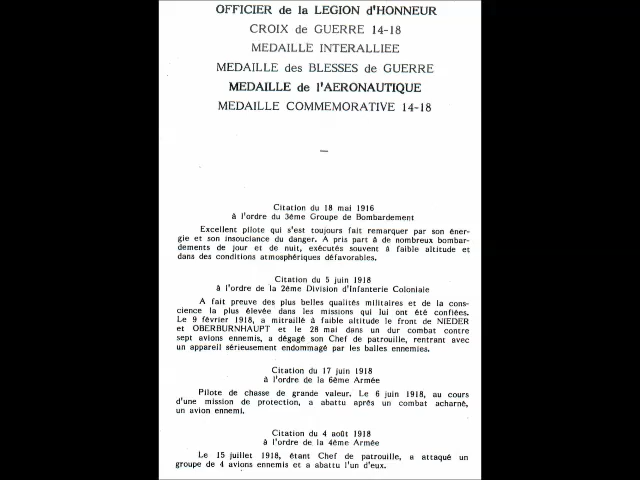 OFFICIER de la LEGION d'HONNEUR
CROIX de GUERRE 14-18
MEDAILLE INTERALLIEE
MEDAILLE des BLESSES de GUERRE
MEDAILLE de l'AERONAUTIQUE
MEDAILLE COMMEMORATIVE 14-18
—
Citation du 18 mai 1916
à l'ordre du 3ème Groupe de Bombardement
Excellent pilote qui s'est toujours fait remarquer par son éner-
gie et son insouciance du danger. A pris part à de nombreux bombar-
dements de jour et de nuit, exécutés souvent à faible altitude et
dans des conditions atmosphériques défavorables.
Citation du 5 juin 1918
à l'ordre de la 2ème Division d'Infanterie Coloniale
A fait preuve des plus belles qualités militaires et de la cons-
cience la plus élevée dans les missions qui lui ont été confiées.
Le 9 février 1918, a mitraillé à faible altitude le front de NIEDER
et OBERBURNHAUPT et le 28 mai dans un dur combat contre
sept avions ennemis, a dégagé son Chef de patrouille, rentrant avec
un appareil sérieusement endommagé par les balles ennemies.
Citation du 17 juin 1918
à l'ordre de la 6ème Armée
Pilote de chasse de grande valeur. Le 6 juin 1918, au cours
d'une mission de protection, a abattu après un combat acharné,
un avion ennemi.
Citation du 4 août 1918
à l'ordre de la 4ème Armée
Le 15 juillet 1918, étant Chef de patrouille, a attaqué un
groupe de 4 avions ennemis et a abattu l'un d'eux.